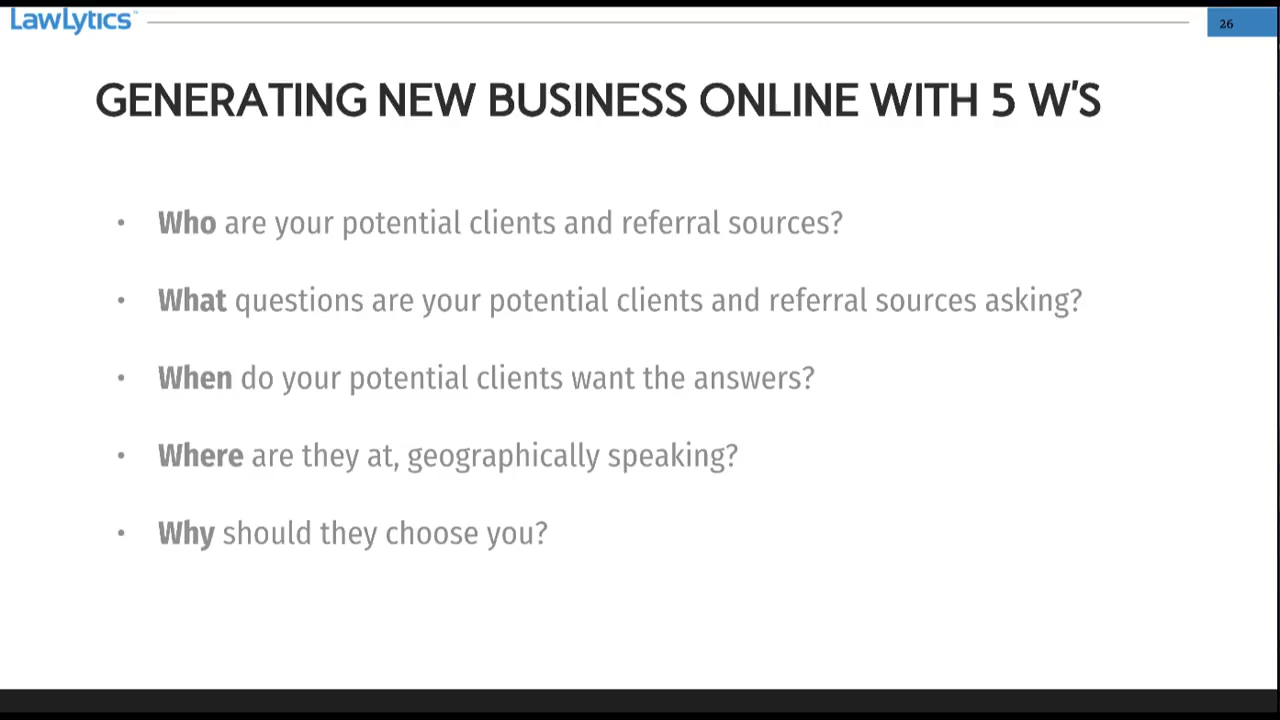 LawLytics™
26
GENERATING NEW BUSINESS ONLINE WITH 5 W'S
• Who are your potential clients and referral sources?
• What questions are your potential clients and referral sources asking?
• When do your potential clients want the answers?
• Where are they at, geographically speaking?
• Why should they choose you?